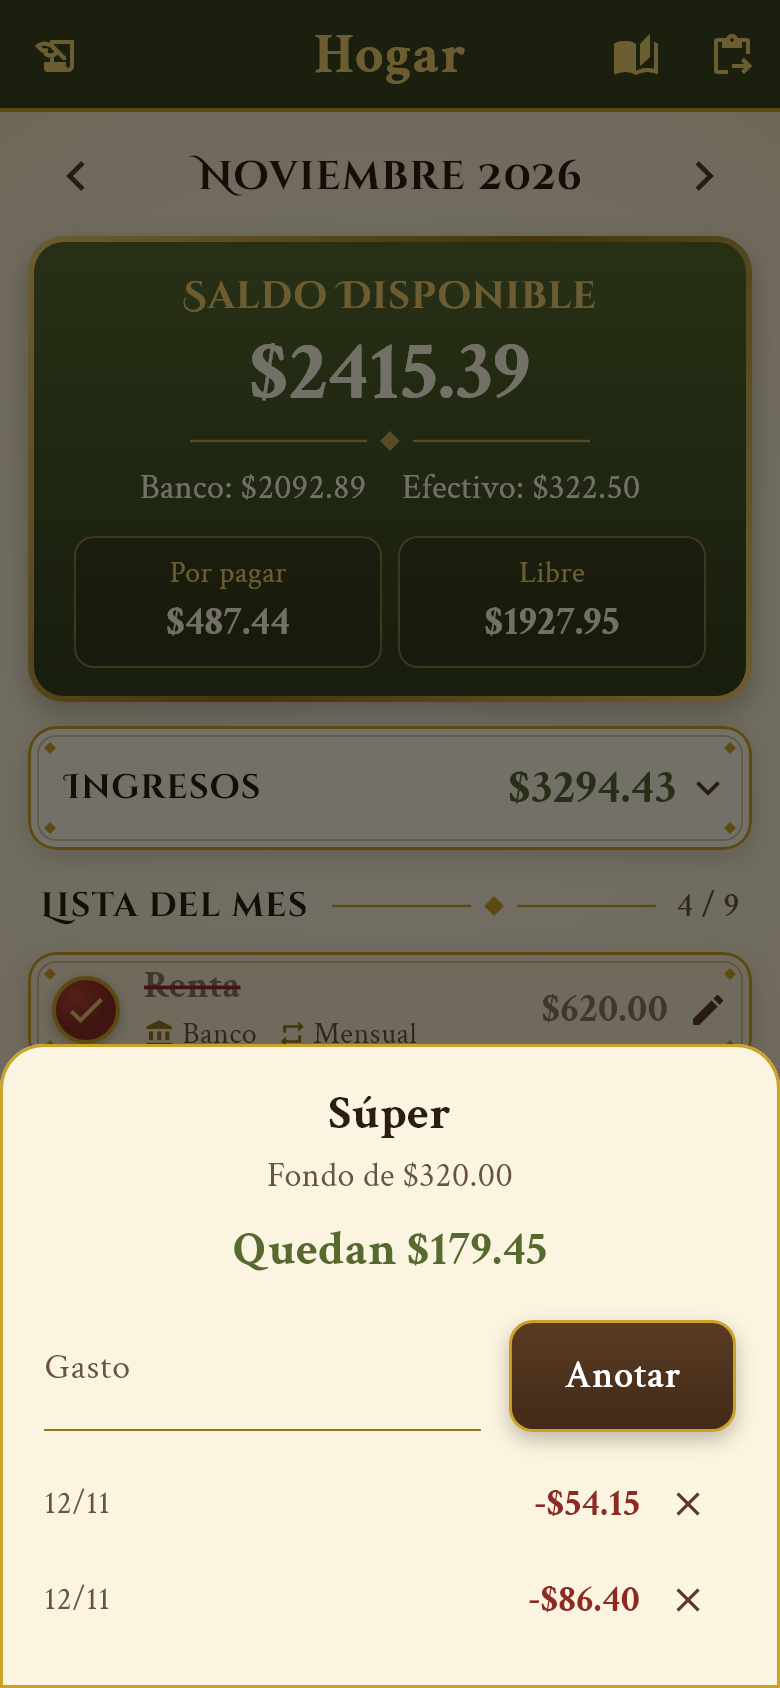 Hogar
Noviembre 2026
Saldo Disponible
$2415.39
Banco: $2092.89 Efectivo: $322.50
Por pagar Libre
$487.44 $1927.95
Ingresos $3294.43
Lista del mes 4 / 9
Renta $620.00
Banco Mensual
Súper
Fondo de $320.00
Quedan $179.45
Gasto Anotar
12/11 -$54.15
12/11 -$86.40